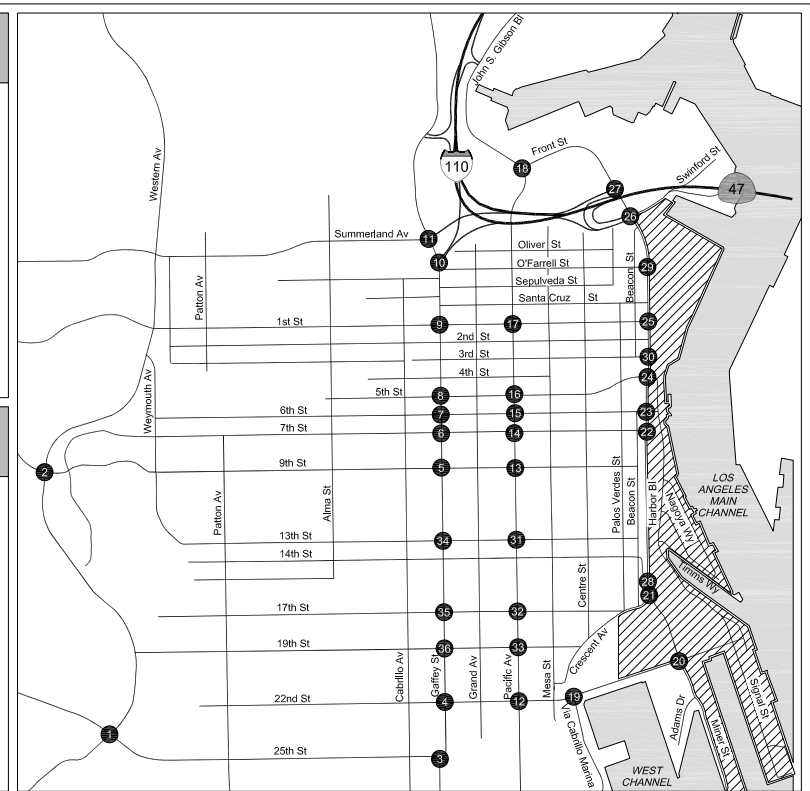 John S. Gibson Bl
110
Front St
18
Swinford St
27
47
Western Av
26
Summerland Av
11
Oliver St
10
O'Farrell St
29
Sepulveda St
Beacon St
Patton Av
Santa Cruz St
1st St
9
17
25
2nd St
3rd St
30
4th St
24
5th St
8
16
Weymouth Av
6th St
7
15
23
7th St
6
14
22
2
9th St
5
13
LOS
ANGELES
MAIN
CHANNEL
Patton Av
Alma St
Palos Verdes St
Beacon St
Harbor Bl
Nagoya Wy
13th St
34
31
14th St
Timms Wy
28
21
Centre St
17th St
35
32
19th St
36
33
Crescent Av
20
Cabrillo Av
Gaffey St
Grand Av
Pacific Av
Mesa St
22nd St
4
12
19
Via Cabrillo Marina
Adams Dr
Miner St
Signal St
1
25th St
3
WEST
CHANNEL